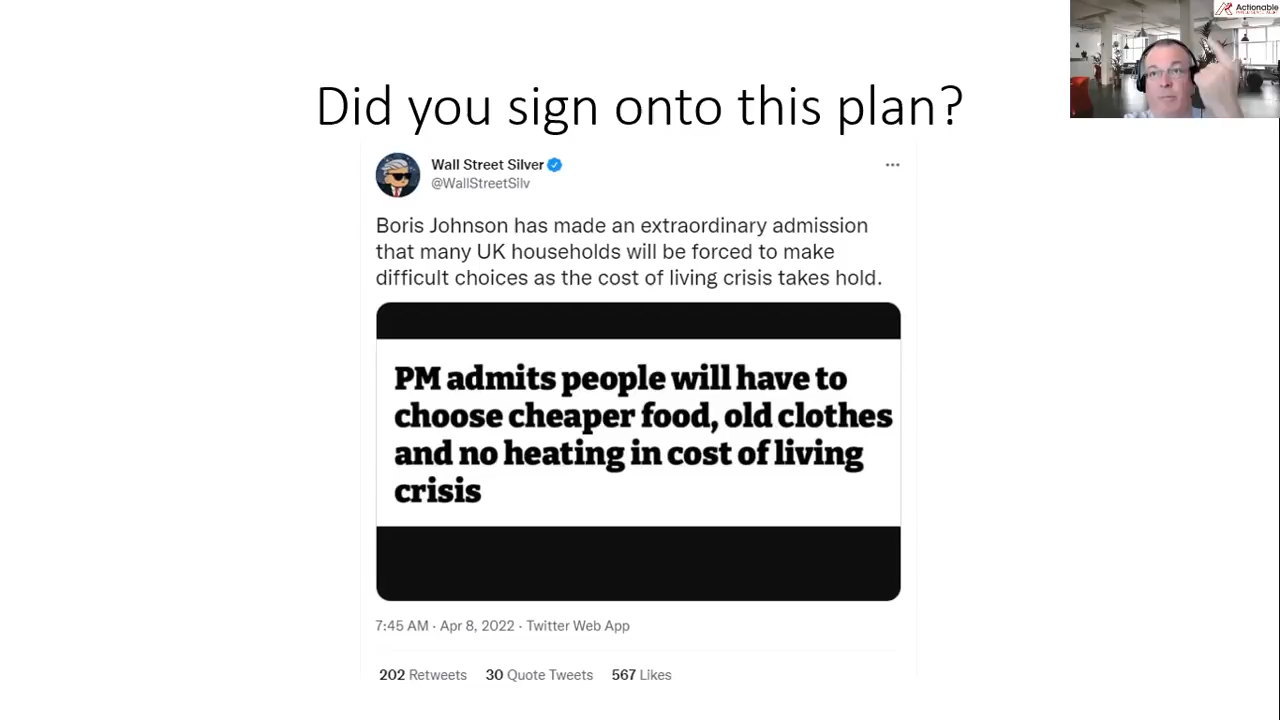 Did you sign onto this plan?
Actionable
Wall Street Silver
@WallStreetSilv
Boris Johnson has made an extraordinary admission
that many UK households will be forced to make
difficult choices as the cost of living crisis takes hold.
PM admits people will have to
choose cheaper food, old clothes
and no heating in cost of living
crisis
7:45 AM · Apr 8, 2022 · Twitter Web App
202 Retweets 30 Quote Tweets 567 Likes